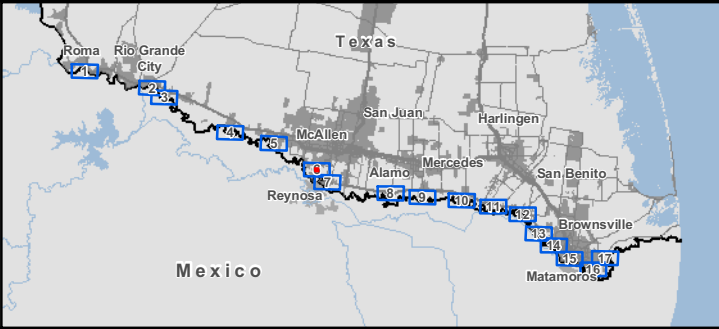 Texas
Roma
Rio Grande
City
1
2
3
San Juan
Harlingen
4
McAllen
5
Mercedes
6
Alamo
San Benito
7
Reynosa
8
9
10
11
12
Brownsville
13
14
15
17
Mexico
16
Matamoros